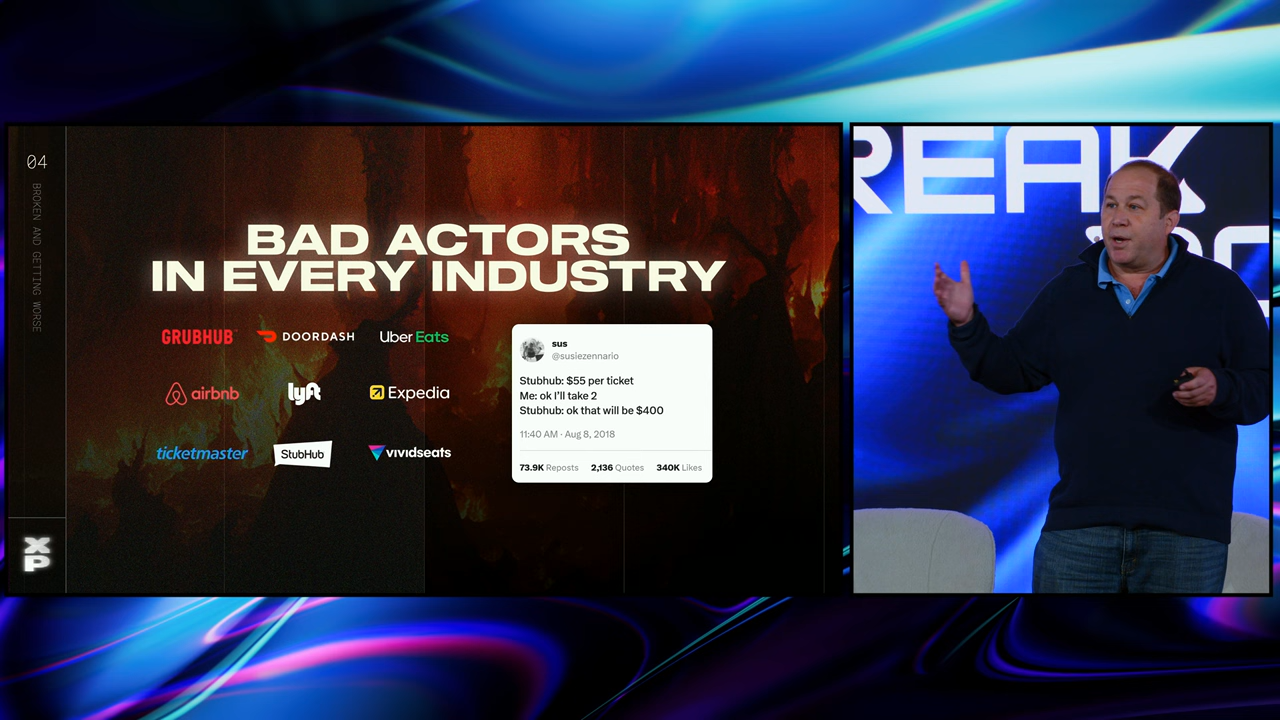 04
BROKEN AND GETTING WORSE
BAD ACTORS
IN EVERY INDUSTRY
GRUBHUB
DOORDASH
Uber Eats
airbnb
lyft
Expedia
ticketmaster
StubHub
vividseats
sus
@susiezennario
Stubhub: $55 per ticket
Me: ok I'll take 2
Stubhub: ok that will be $400
11:40 AM · Aug 8, 2018
73.9K Reposts 2,136 Quotes 340K Likes
XP
REAK